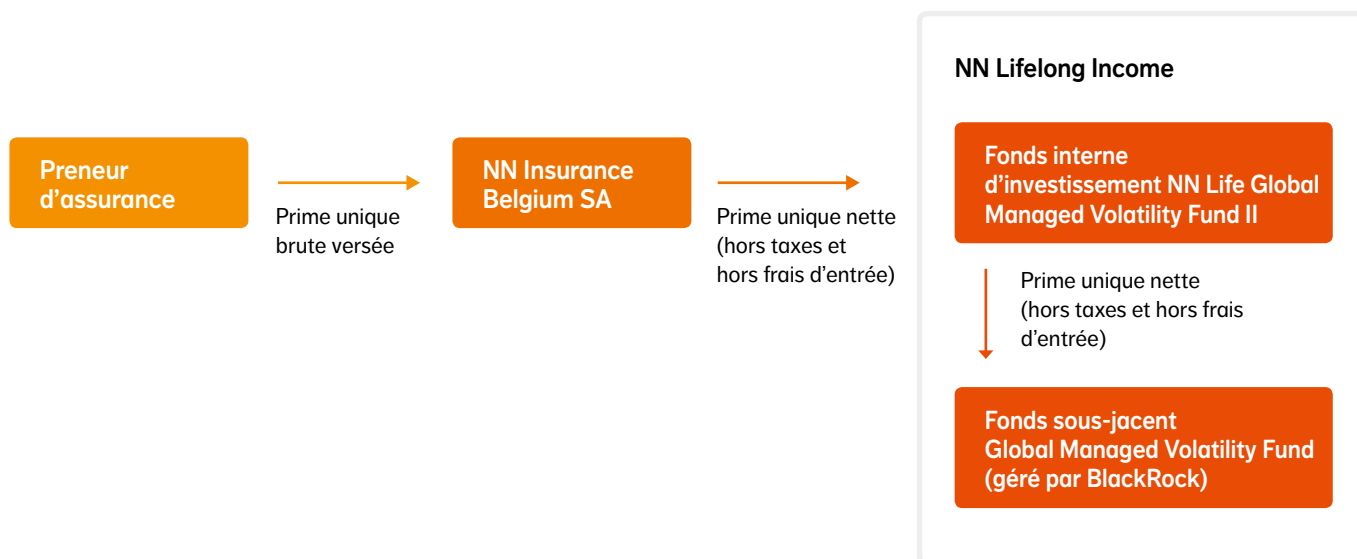 NN Lifelong Income
Preneur
d'assurance
Prime unique
brute versée
NN Insurance
Belgium SA
Prime unique nette
(hors taxes et
hors frais d'entrée)
Fonds interne
d'investissement NN Life Global
Managed Volatility Fund II
Prime unique nette
(hors taxes et hors frais
d'entrée)
Fonds sous-jacent
Global Managed Volatility Fund
(géré par BlackRock)